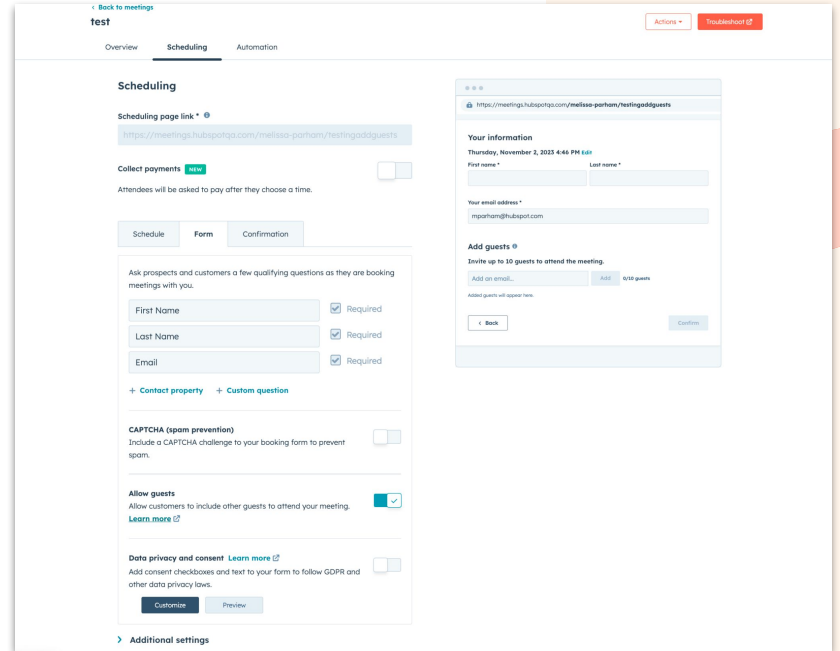 Back to meetings
test
Actions
Troubleshoot
Overview
Scheduling
Automation
Scheduling
Scheduling page link *
https://meetings.hubspotqa.com/melissa-parham/testingaddguests
Collect payments NEW
Attendees will be asked to pay after they choose a time.
Schedule
Form
Confirmation
Ask prospects and customers a few qualifying questions as they are booking
meetings with you.
First Name
Required
Last Name
Required
Email
Required
+ Contact property + Custom question
CAPTCHA (spam prevention)
Include a CAPTCHA challenge to your booking form to prevent
spam.
Allow guests
Allow customers to include other guests to attend your meeting.
Learn more
Data privacy and consent Learn more
Add consent checkboxes and text to your form to follow GDPR and
other data privacy laws.
Customize
Preview
Additional settings
https://meetings.hubspotqa.com/melissa-parham/testingaddguests
Your information
Thursday, November 2, 2023 4:46 PM Edit
First name *
Last name *
Your email address *
mparham@hubspot.com
Add guests
Invite up to 10 guests to attend the meeting.
Add an email...
Add
0/10 guests
Added guests will appear here.
Back
Confirm